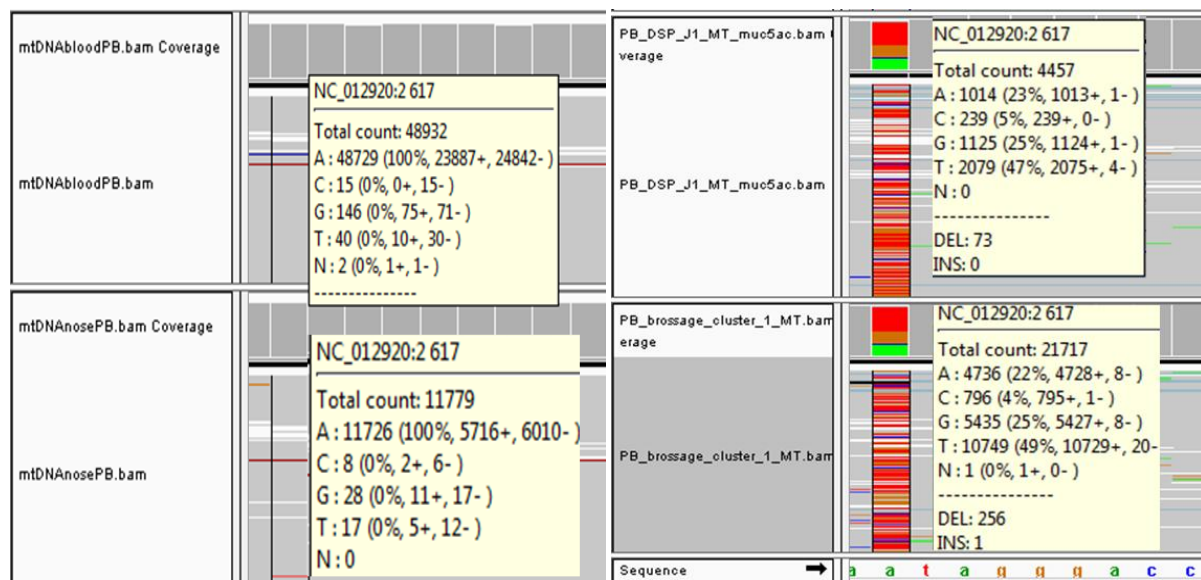 mtDNAbloodPB.bam Coverage
mtDNAbloodPB.bam
NC_012920:2 617
Total count: 48932
A : 48729 (100%, 23887+, 24842- )
C : 15 (0%, 0+, 15- )
G : 146 (0%, 75+, 71- )
T : 40 (0%, 10+, 30- )
N : 2 (0%, 1+, 1- )
---------------
mtDNAnosePB.bam Coverage
mtDNAnosePB.bam
NC_012920:2 617
Total count: 11779
A : 11726 (100%, 5716+, 6010- )
C : 8 (0%, 2+, 6- )
G : 28 (0%, 11+, 17- )
T : 17 (0%, 5+, 12- )
N : 0
PB_DSP_J1_MT_muc5ac.bam
verage
PB_DSP_J1_MT_muc5ac.bam
NC_012920:2 617
Total count: 4457
A : 1014 (23%, 1013+, 1- )
C : 239 (5%, 239+, 0- )
G : 1125 (25%, 1124+, 1- )
T : 2079 (47%, 2075+, 4- )
N : 0
---------------
DEL: 73
INS: 0
PB_brossage_cluster_1_MT.bam
erage
PB_brossage_cluster_1_MT.bam
NC_012920:2 617
Total count: 21717
A : 4736 (22%, 4728+, 8- )
C : 796 (4%, 795+, 1- )
G : 5435 (25%, 5427+, 8- )
T : 10749 (49%, 10729+, 20-
N : 1 (0%, 1+, 0- )
---------------
DEL: 256
INS: 1
Sequence
a a t a g g g a c c